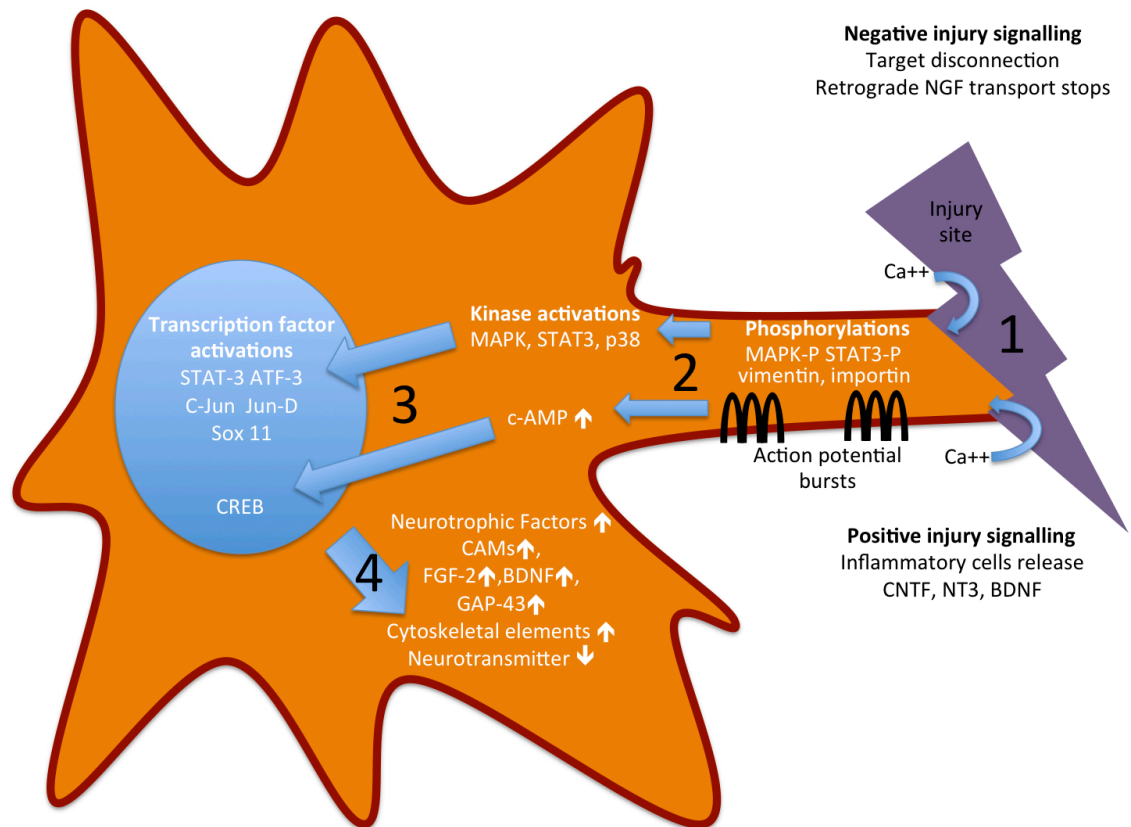 Negative injury signalling
Target disconnection
Retrograde NGF transport stops
Injury
site
Ca++
1
Phosphorylations
MAPK-P STAT3-P
vimentin, importin
Action potential
bursts
Ca++
Positive injury signalling
Inflammatory cells release
CNTF, NT3, BDNF
2
Kinase activations
MAPK, STAT3, p38
c-AMP ↑
3
Transcription factor
activations
STAT-3 ATF-3
C-Jun Jun-D
Sox 11
CREB
4
Neurotrophic Factors ↑
CAMs↑,
FGF-2↑,BDNF↑,
GAP-43↑
Cytoskeletal elements ↑
Neurotransmitter ↓